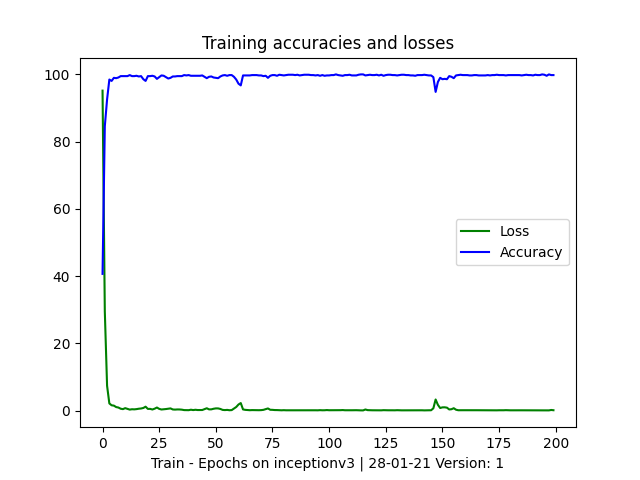 Training accuracies and losses
100
80
60
40
20
0
Loss
Accuracy
0 25 50 75 100 125 150 175 200
Train - Epochs on inceptionv3 | 28-01-21 Version: 1